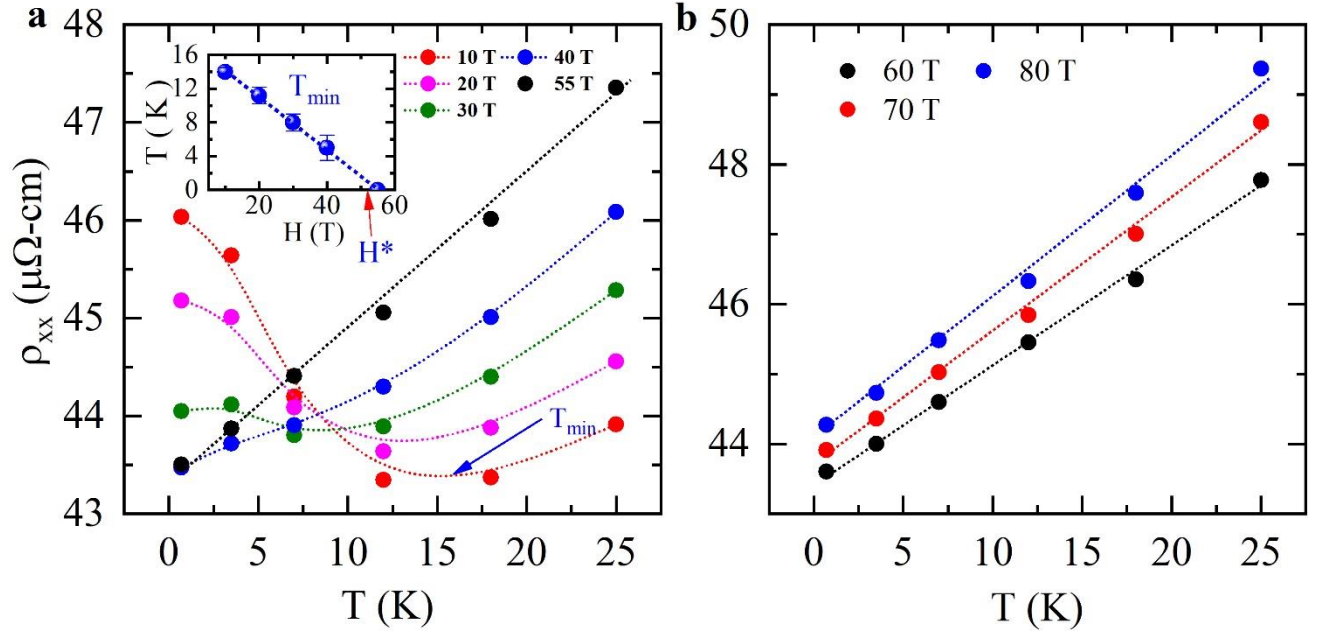 a
48
47
46
45
44
43
ρxx (μΩ-cm)
0 5 10 15 20 25
T (K)
16
12
8
4
0
T ( K )
20 40 60
H (T)
Tmin
H*
10 T 40 T
20 T 55 T
30 T
Tmin
b
50
48
46
44
60 T 80 T
70 T
0 5 10 15 20 25
T (K)